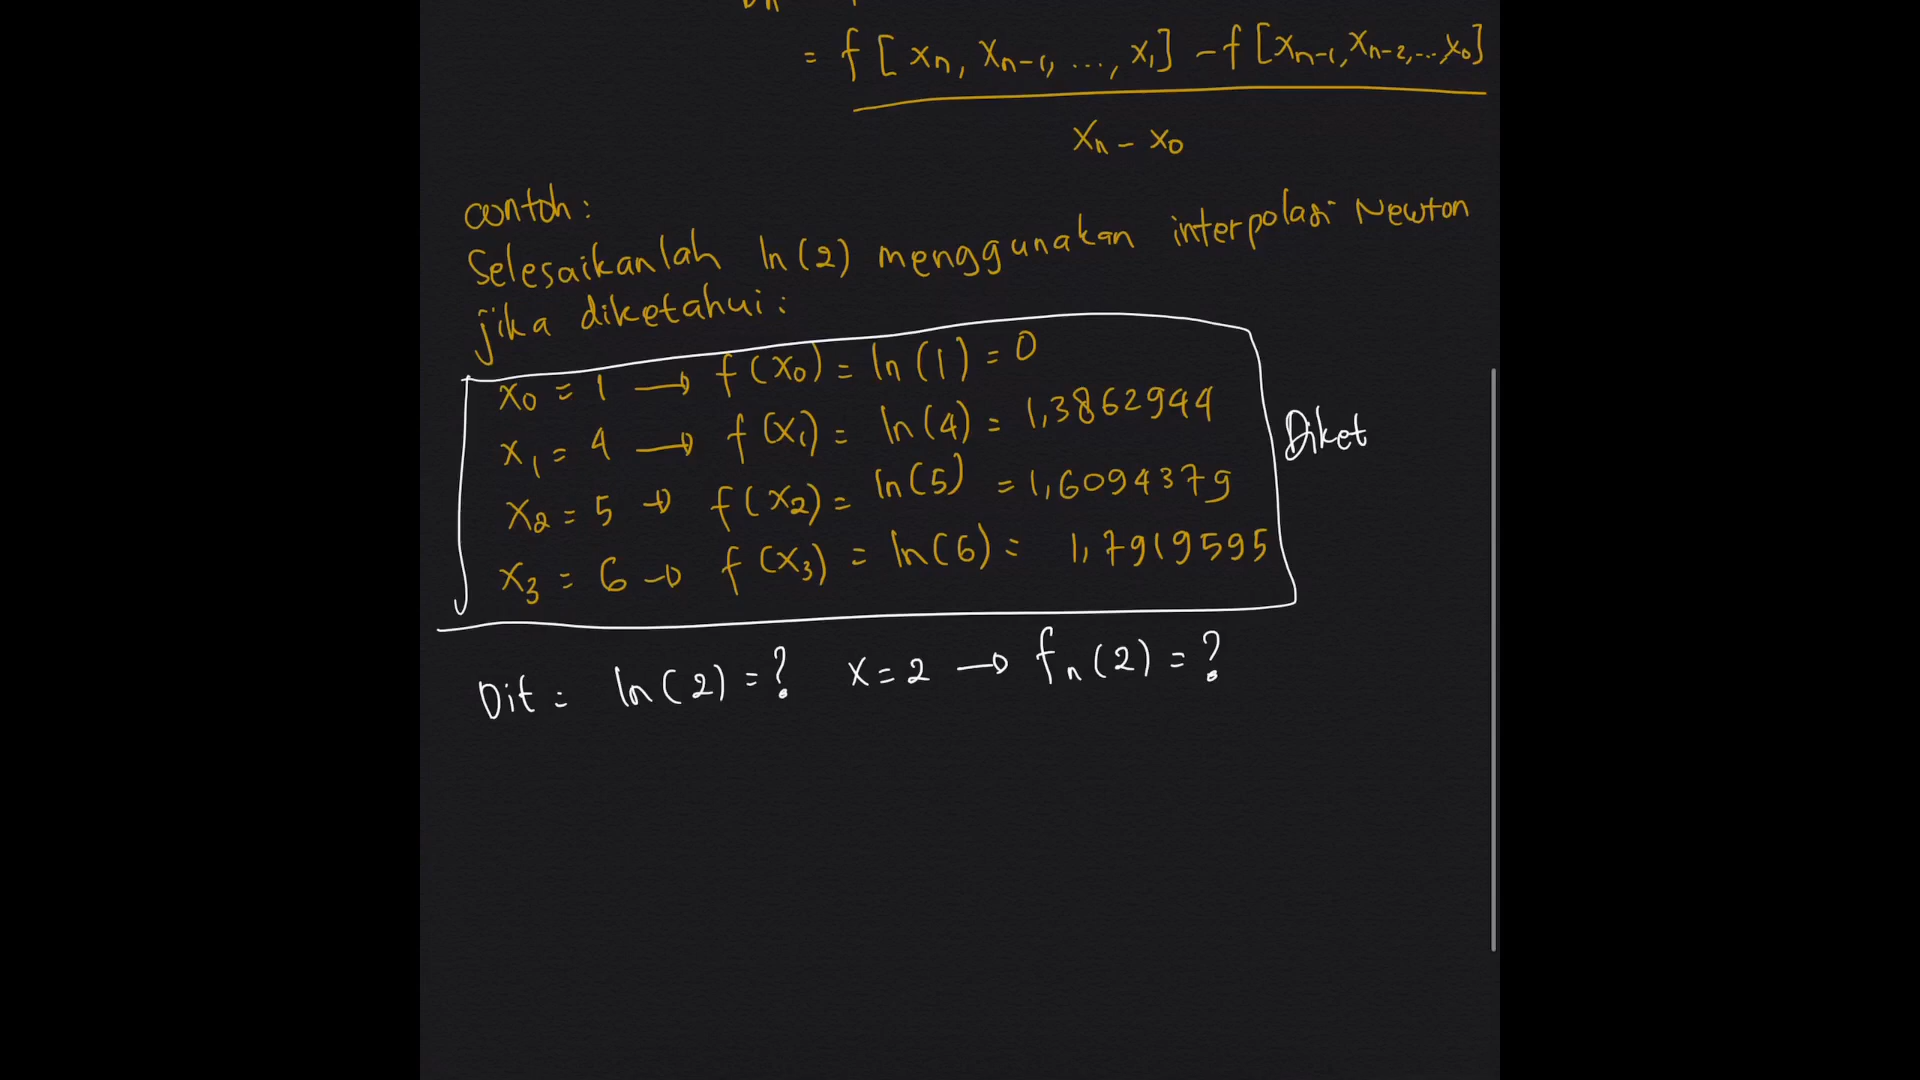 = f[xn, xn-1, ..., x1] - f[xn-1, xn-2, ..., x0]
xn - x0
contoh:
Selesaikanlah ln(2) menggunakan interpolasi Newton
jika diketahui:
x0 = 1 → f(x0) = ln(1) = 0
x1 = 4 → f(x1) = ln(4) = 1,3862944
x2 = 5 → f(x2) = ln(5) = 1,6094379
x3 = 6 → f(x3) = ln(6) = 1,7919595
Diket
Dit = ln(2) = ? x = 2 → fn(2) = ?